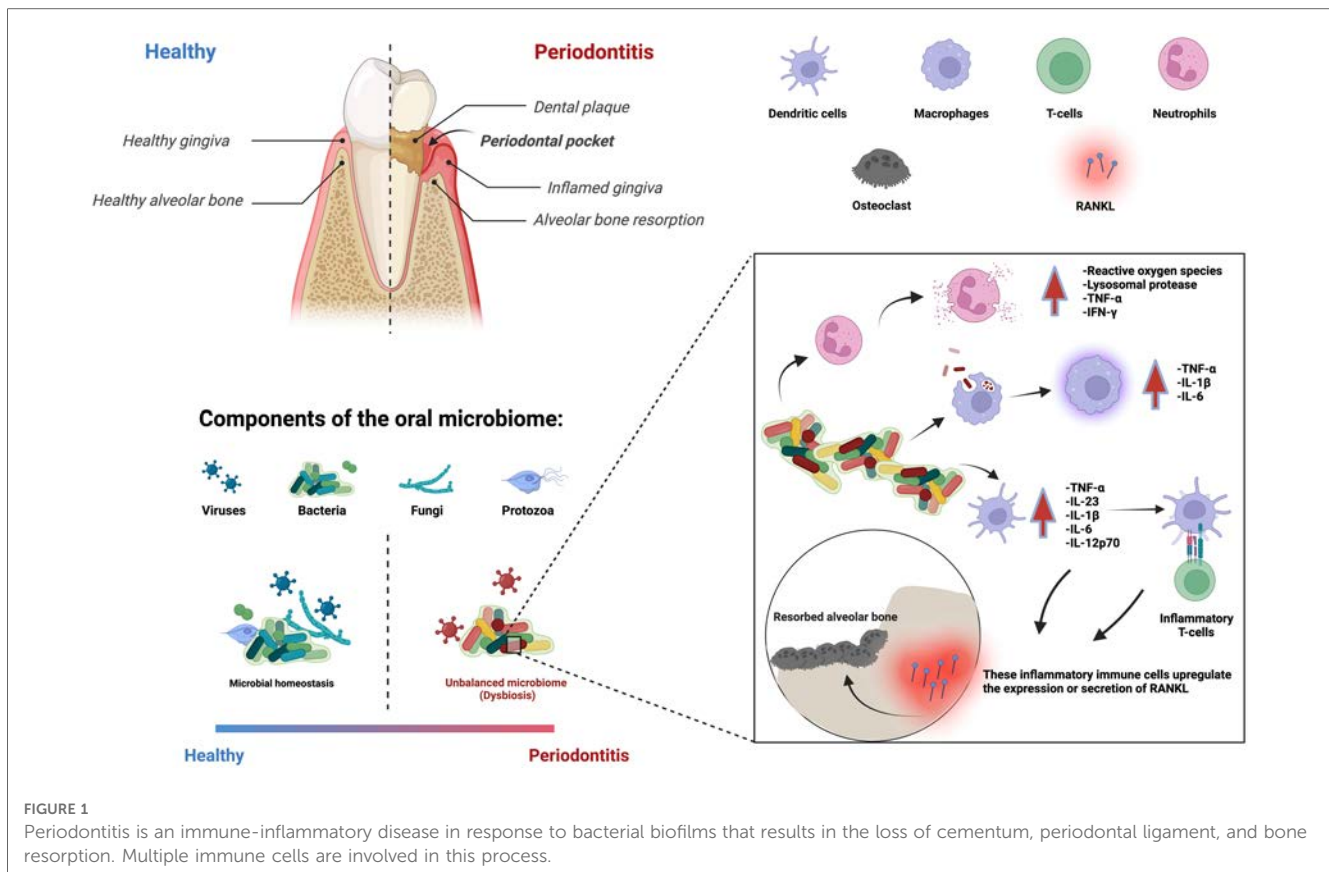 Healthy
Periodontitis
Healthy gingiva
Healthy alveolar bone
Dental plaque
Periodontal pocket
Inflamed gingiva
Alveolar bone resorption
Dendritic cells
Macrophages
T-cells
Neutrophils
Osteoclast
RANKL
Components of the oral microbiome:
Viruses
Bacteria
Fungi
Protozoa
Microbial homeostasis
Unbalanced microbiome
(Dysbiosis)
Healthy
Periodontitis
-Reactive oxygen species
-Lysosomal protease
-TNF-α
-IFN-γ
-TNF-α
-IL-1β
-IL-6
-TNF-α
-IL-23
-IL-1β
-IL-6
-IL-12p70
Inflammatory
T-cells
Resorbed alveolar bone
These inflammatory immune cells upregulate
the expression or secretion of RANKL
FIGURE 1
Periodontitis is an immune-inflammatory disease in response to bacterial biofilms that results in the loss of cementum, periodontal ligament, and bone
resorption. Multiple immune cells are involved in this process.